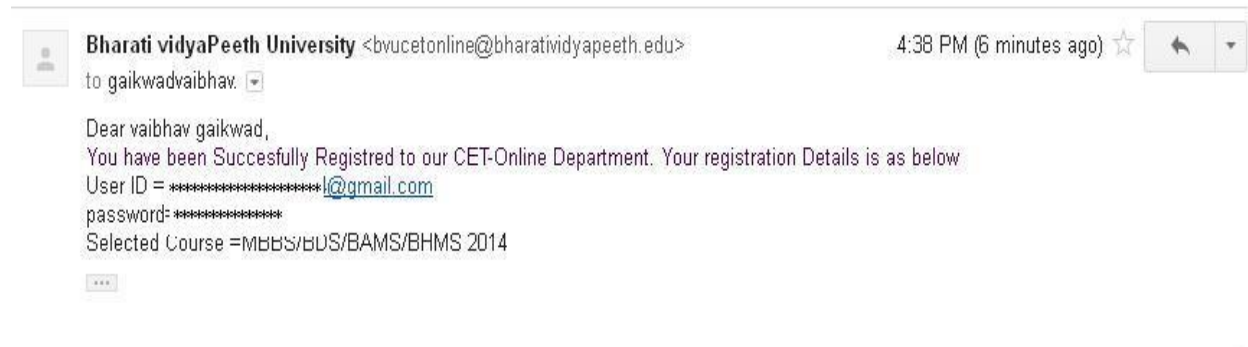 Bharati vidyaPeeth University <bvucetonline@bharatividyapeeth.edu> 4:38 PM (6 minutes ago)
to gaikwadvaibhav.
Dear vaibhav gaikwad,
You have been Succesfully Registred to our CET-Online Department. Your registration Details is as below
User ID = **********************l@gmail.com
password= ****************
Selected Course =MBBS/BDS/BAMS/BHMS 2014
...